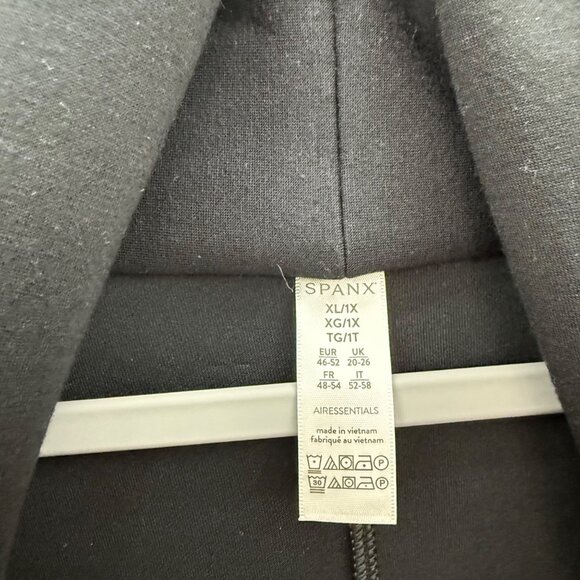 SPANX®
XL/1X
XG/1X
TG/1T
EUR UK
46-52 20-26
FR IT
48-54 52-58
AIRESSENTIALS
made in vietnam
fabriqué au vietnam
P
30 P